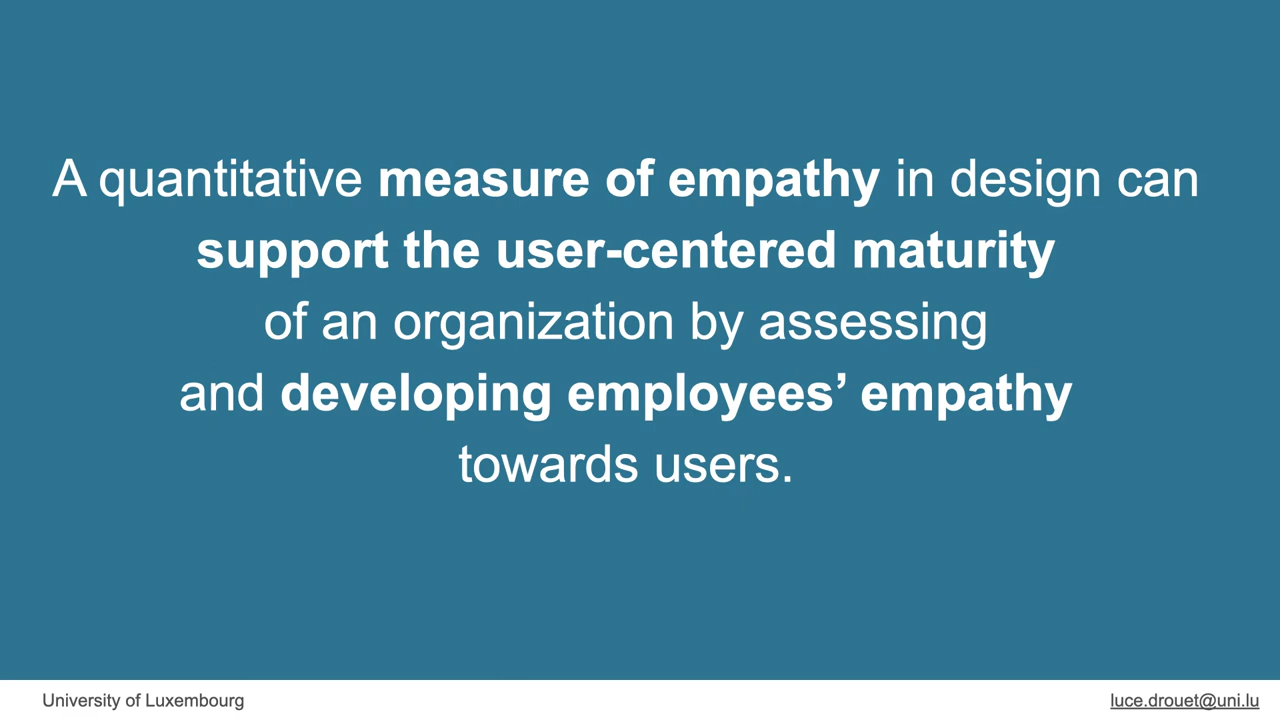 A quantitative measure of empathy in design can
support the user-centered maturity
of an organization by assessing
and developing employees’ empathy
towards users.
University of Luxembourg
luce.drouet@uni.lu